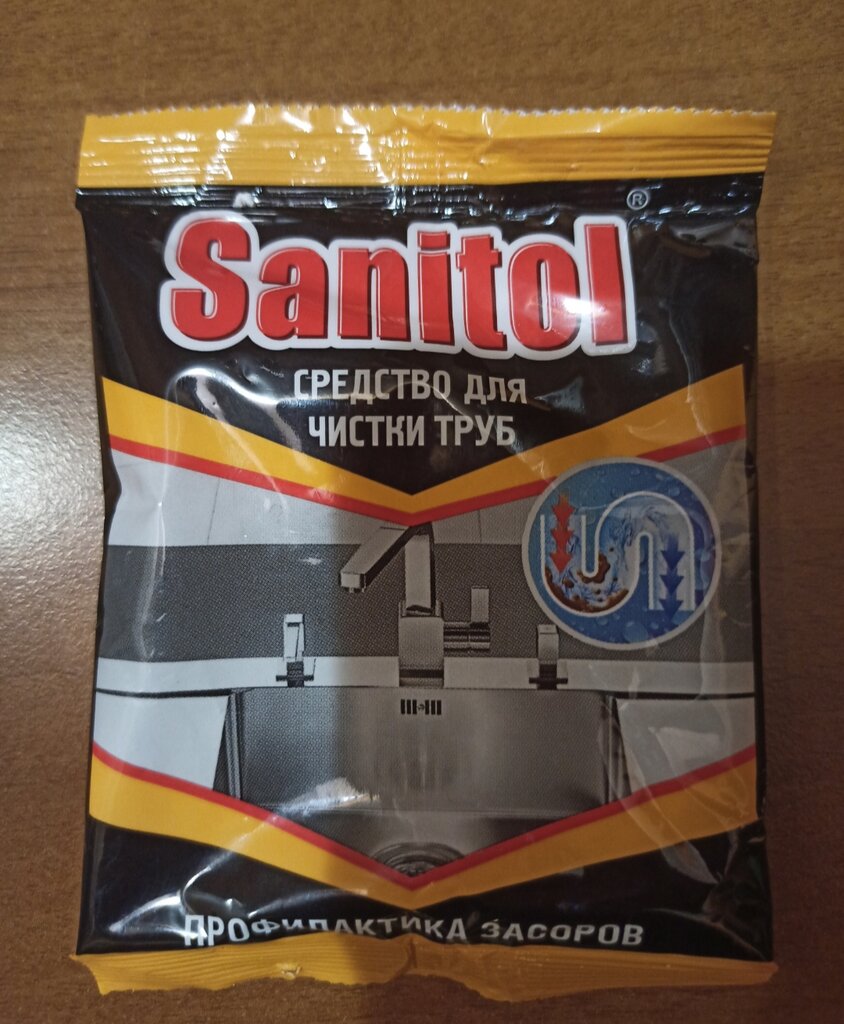 Sanitol®
СРЕДСТВО ДЛЯ
ЧИСТКИ ТРУБ
ПРОФИЛАКТИКА ЗАСОРОВ